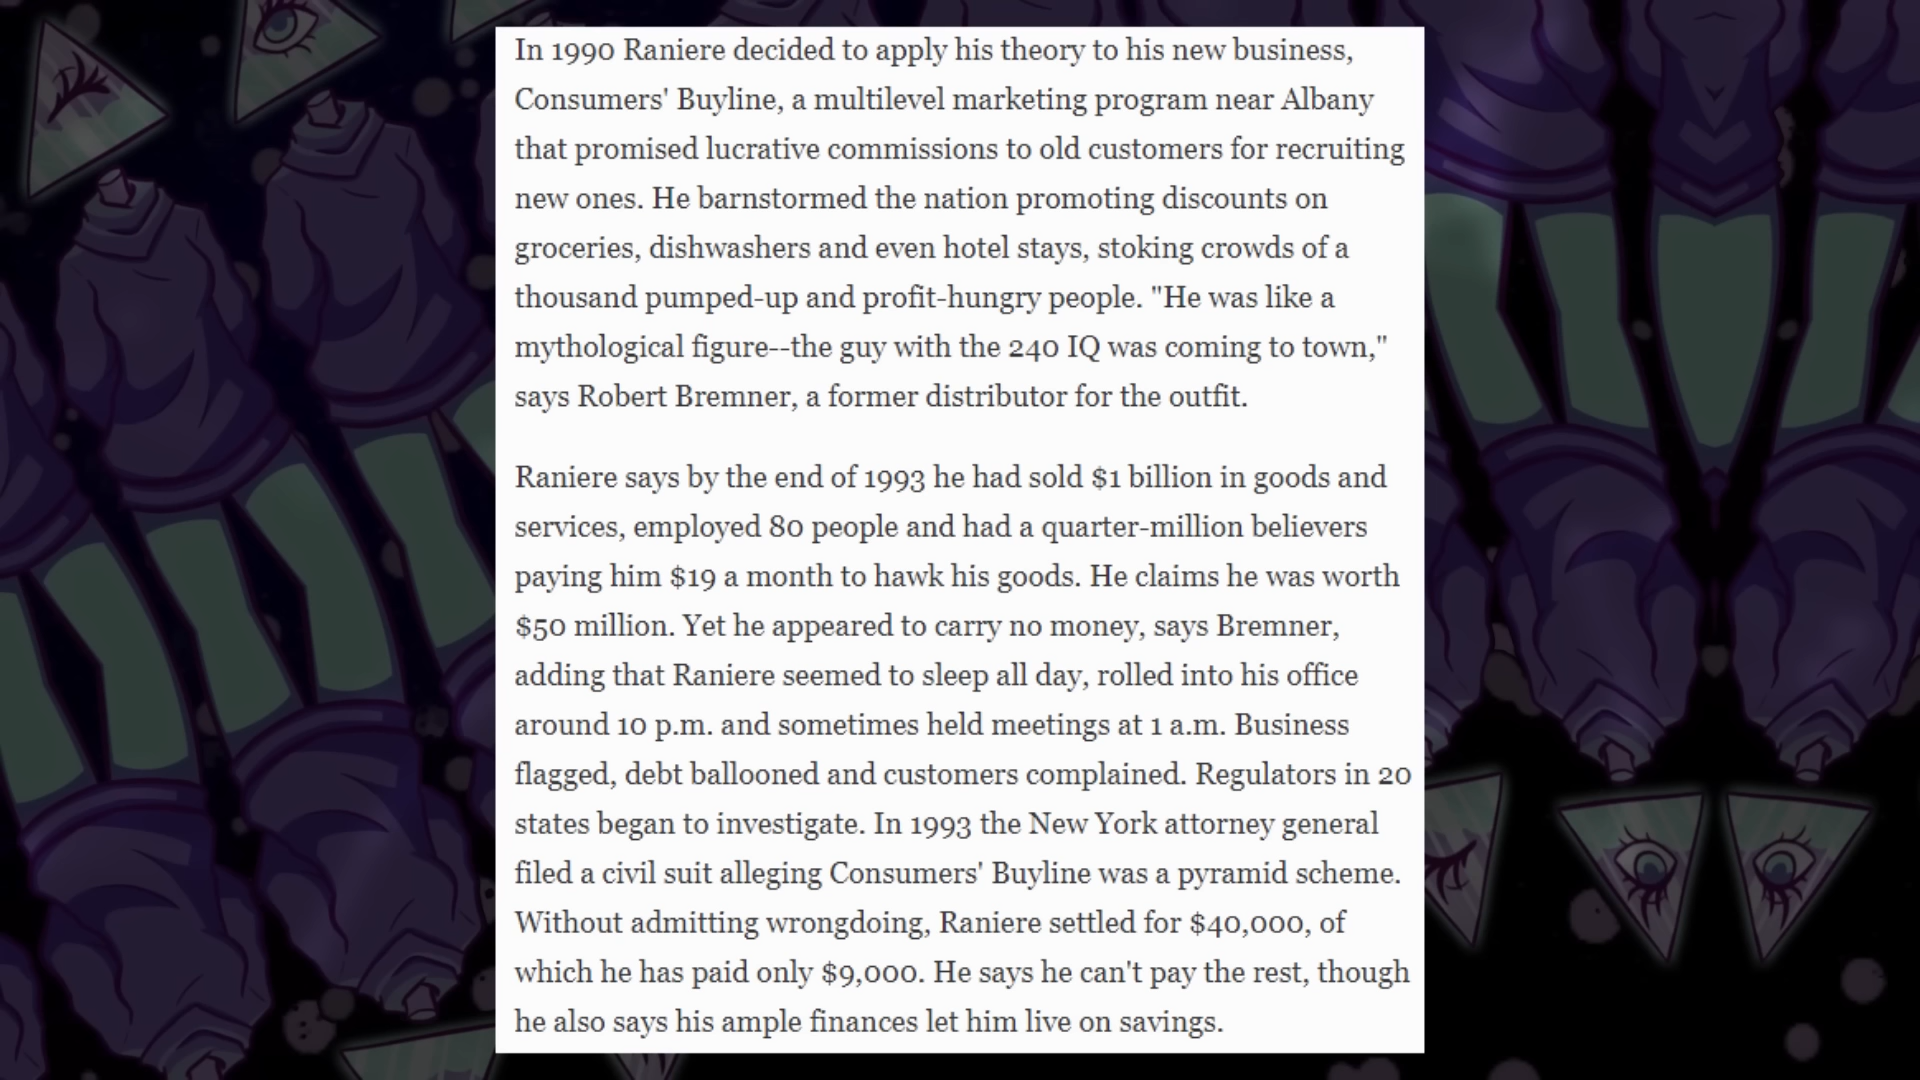 In 1990 Raniere decided to apply his theory to his new business,
Consumers' Buyline, a multilevel marketing program near Albany
that promised lucrative commissions to old customers for recruiting
new ones. He barnstormed the nation promoting discounts on
groceries, dishwashers and even hotel stays, stoking crowds of a
thousand pumped-up and profit-hungry people. "He was like a
mythological figure--the guy with the 240 IQ was coming to town,"
says Robert Bremner, a former distributor for the outfit.
Raniere says by the end of 1993 he had sold $1 billion in goods and
services, employed 80 people and had a quarter-million believers
paying him $19 a month to hawk his goods. He claims he was worth
$50 million. Yet he appeared to carry no money, says Bremner,
adding that Raniere seemed to sleep all day, rolled into his office
around 10 p.m. and sometimes held meetings at 1 a.m. Business
flagged, debt ballooned and customers complained. Regulators in 20
states began to investigate. In 1993 the New York attorney general
filed a civil suit alleging Consumers' Buyline was a pyramid scheme.
Without admitting wrongdoing, Raniere settled for $40,000, of
which he has paid only $9,000. He says he can't pay the rest, though
he also says his ample finances let him live on savings.